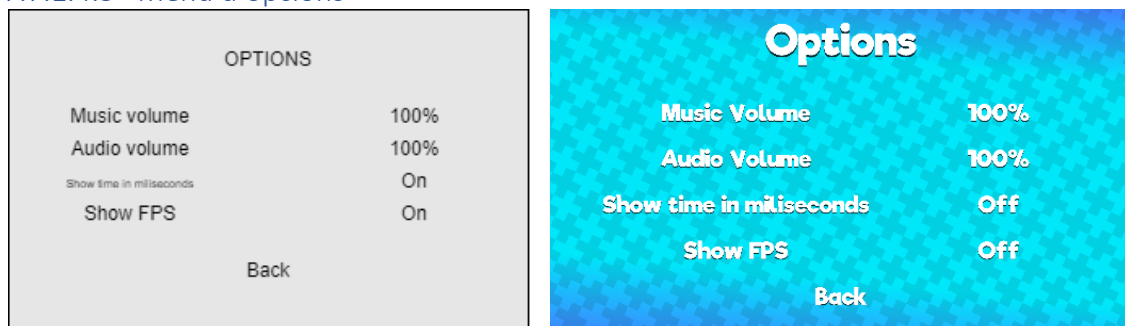 OPTIONS
Music volume 100%
Audio volume 100%
Show time in miliseconds On
Show FPS On
Back
Options
Music Volume 100%
Audio Volume 100%
Show time in miliseconds Off
Show FPS Off
Back